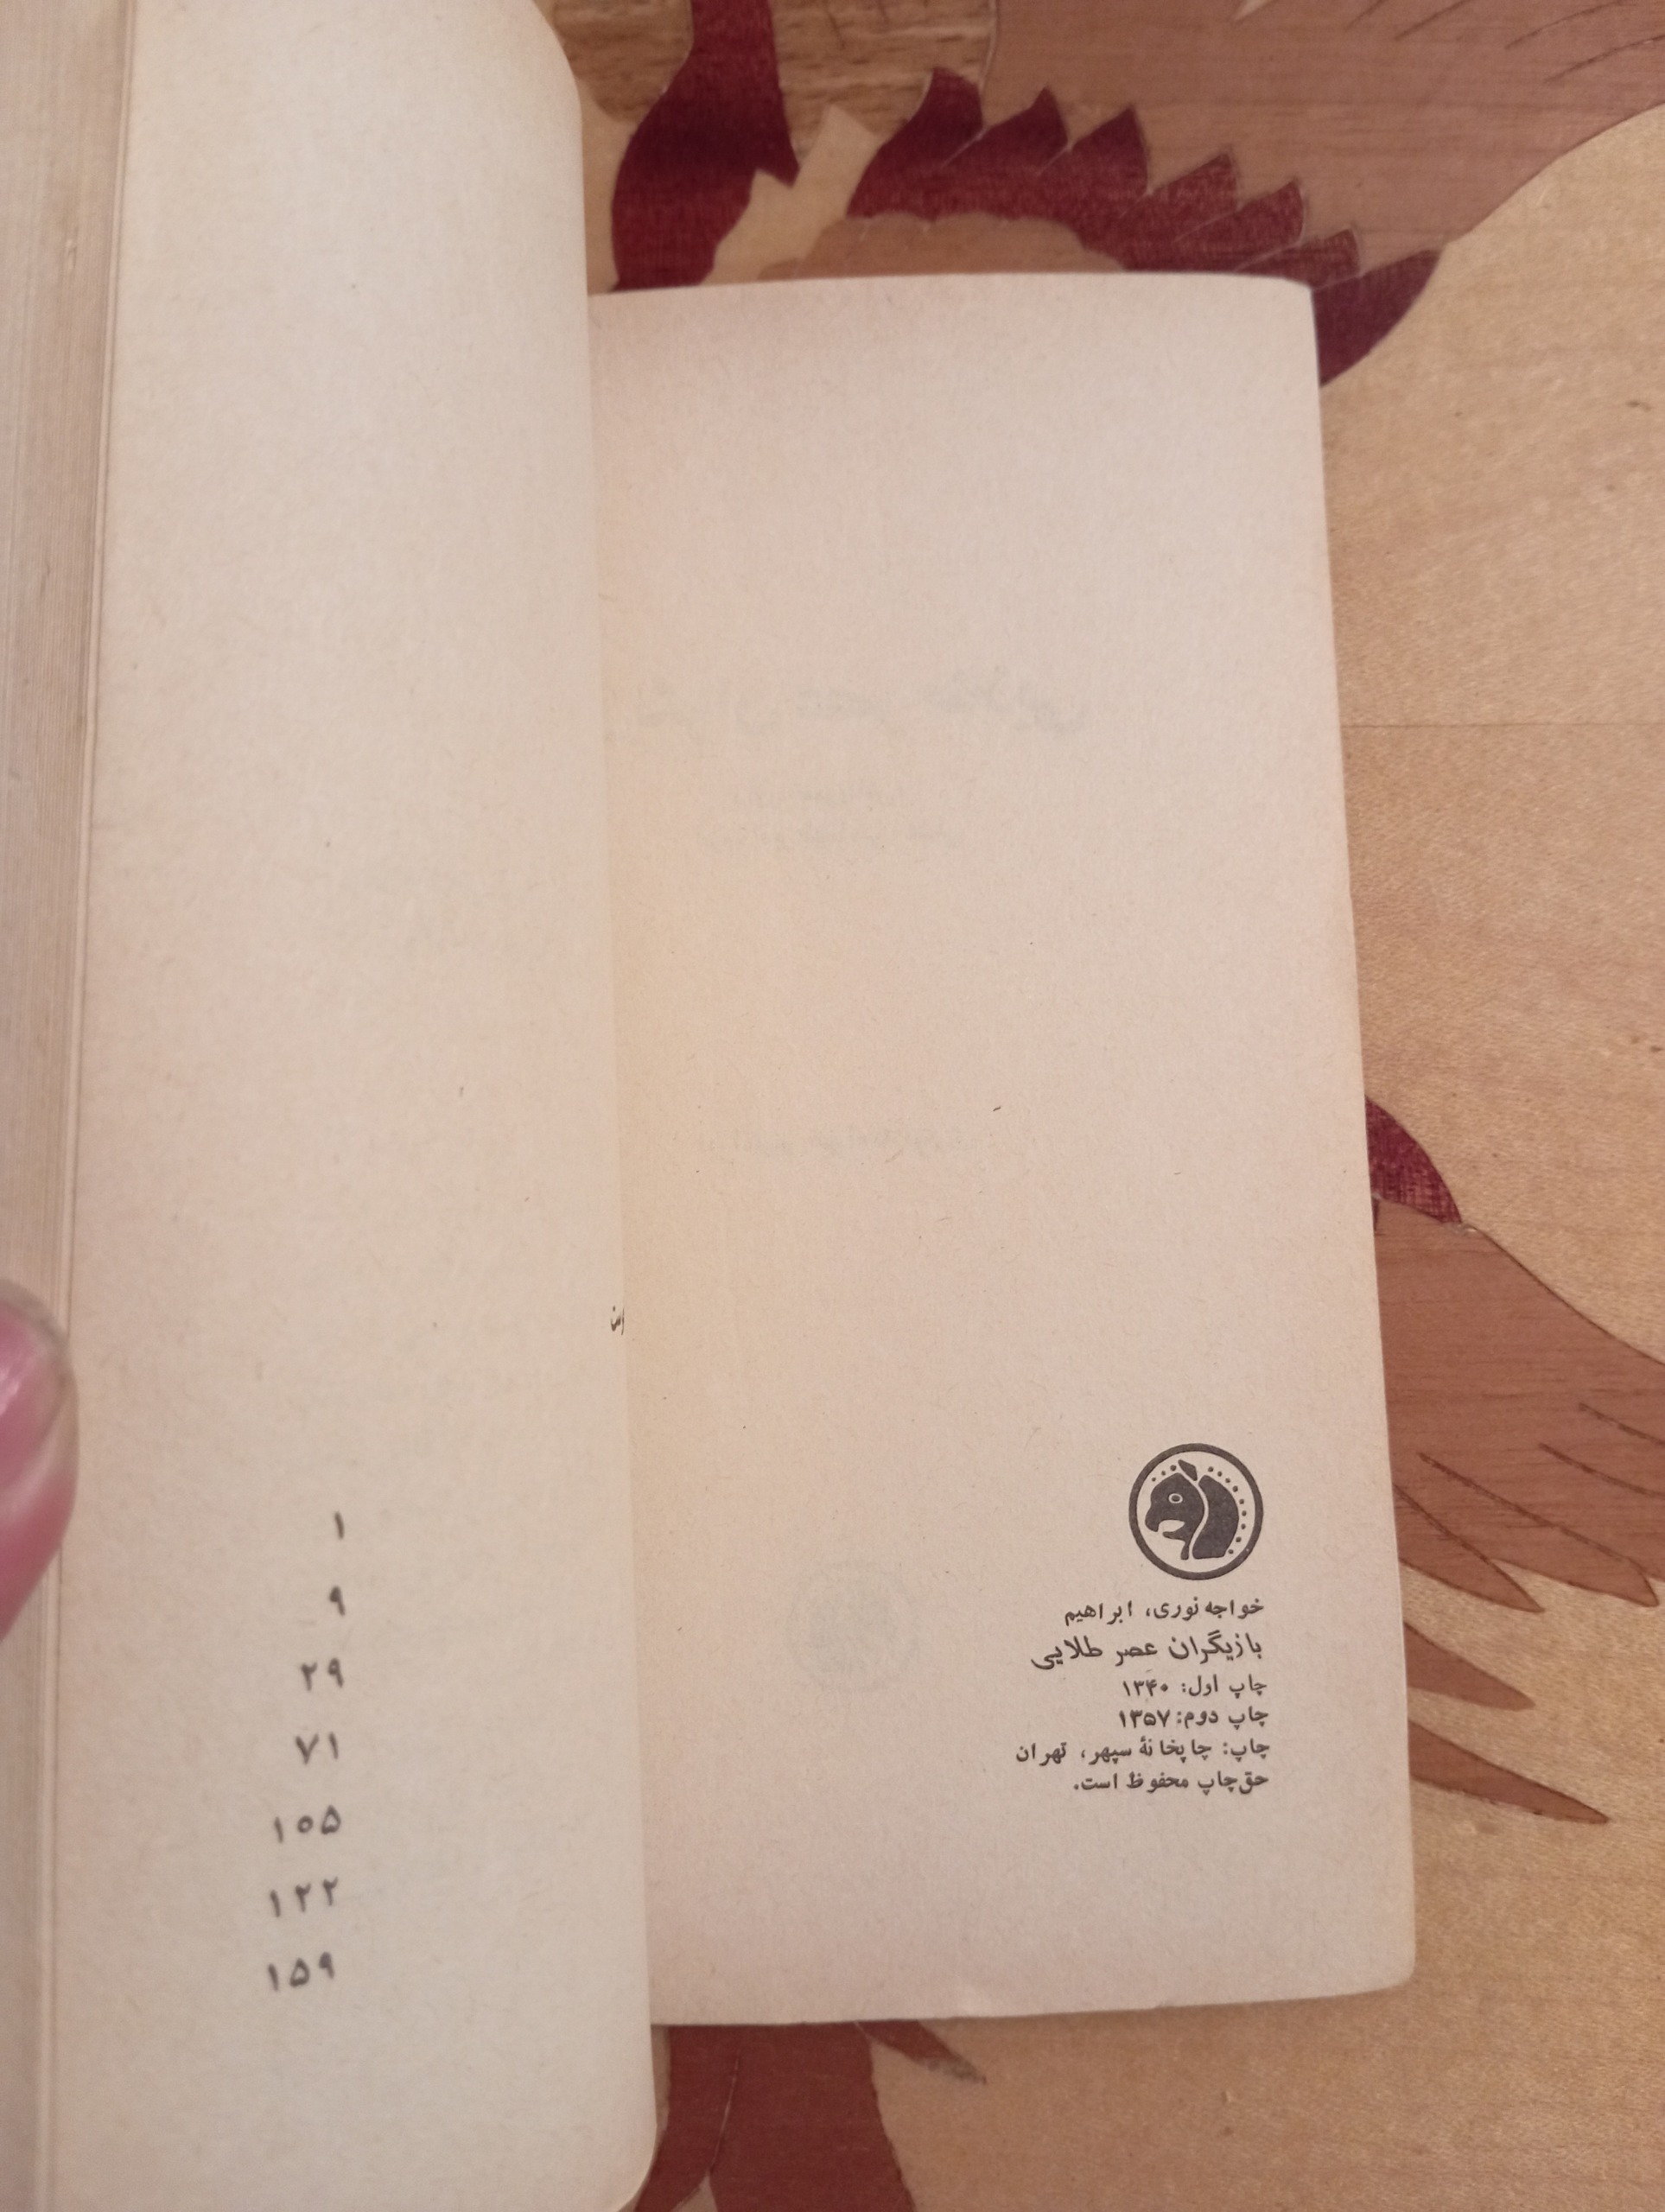 خواجه نوری، ابراهیم
بازیگران عصر طلایی
چاپ اول: ۱۳۴۰
چاپ دوم: ۱۳۵۷
چاپ: چاپخانهٔ سپهر، تهران
حق چاپ محفوظ است.
۱
۹
۲۹
۷۱
۱۰۵
۱۲۲
۱۵۹